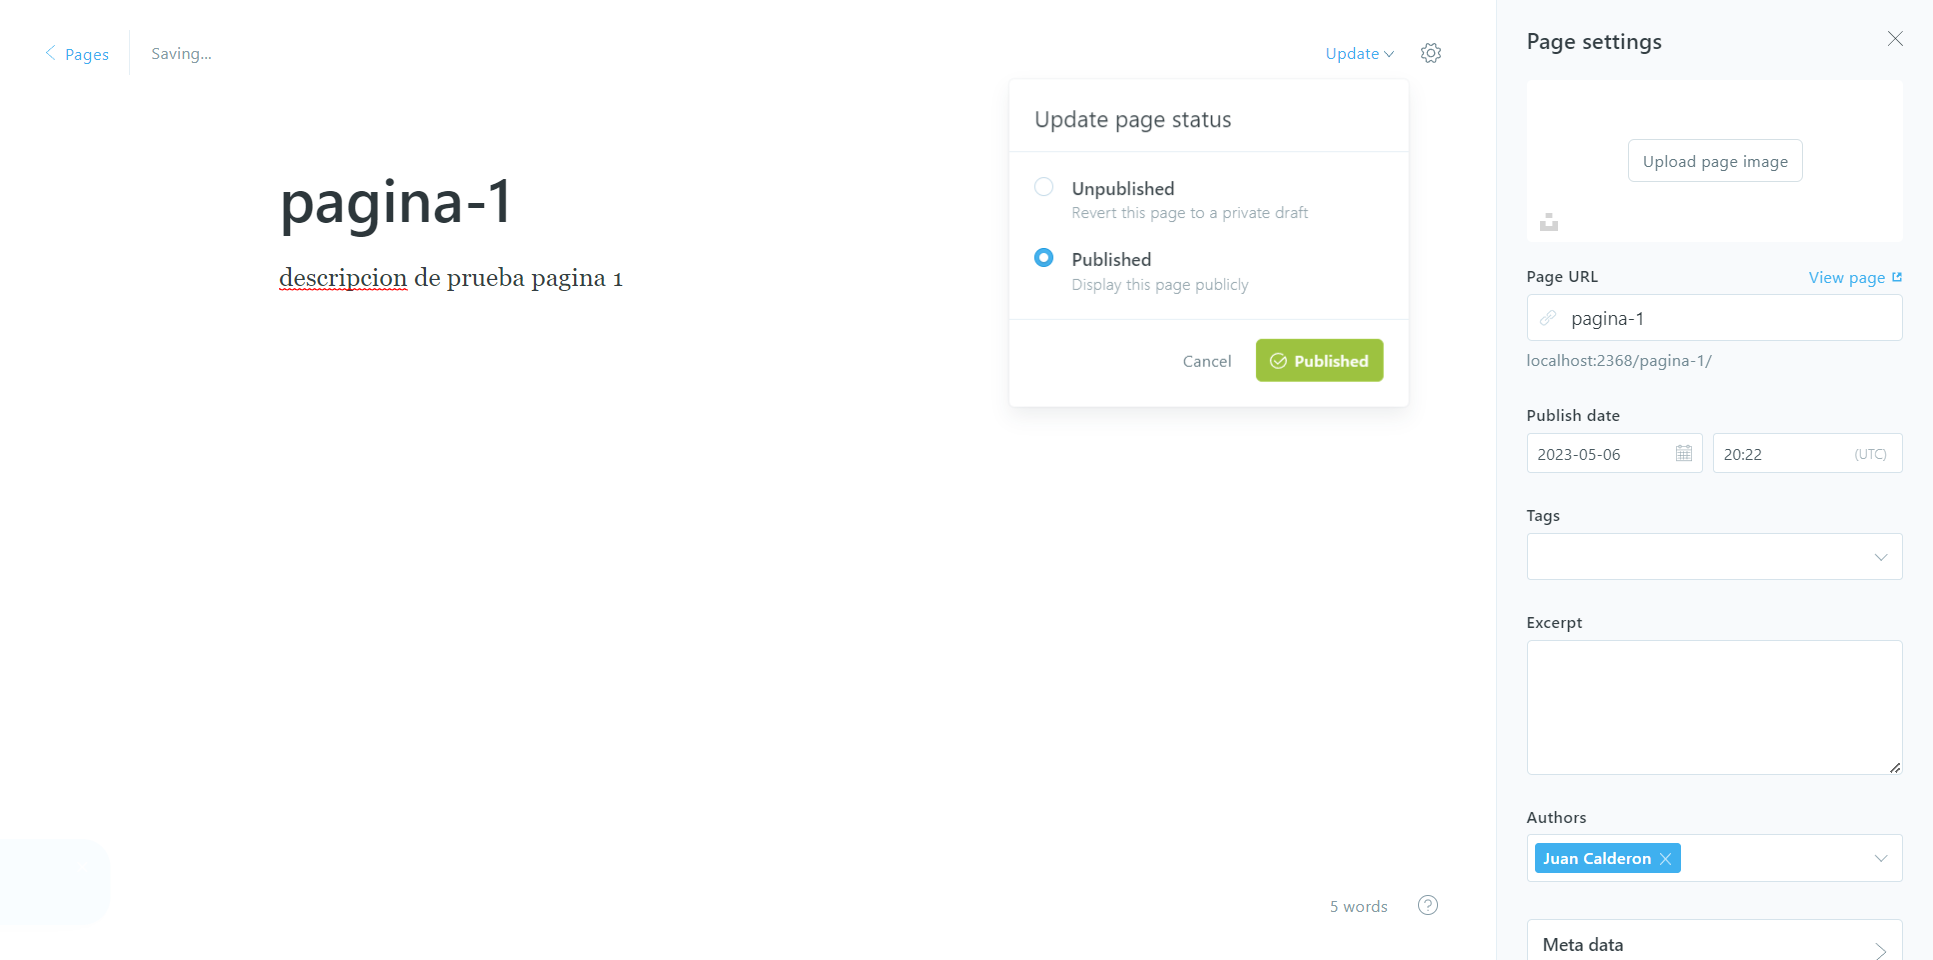 Pages
Saving...
Update
pagina-1
descripcion de prueba pagina 1
Update page status
Unpublished
Revert this page to a private draft
Published
Display this page publicly
Cancel
Published
5 words
?
Page settings
Upload page image
Page URL
View page
pagina-1
localhost:2368/pagina-1/
Publish date
2023-05-06
20:22
(UTC)
Tags
Excerpt
Authors
Juan Calderon
Meta data